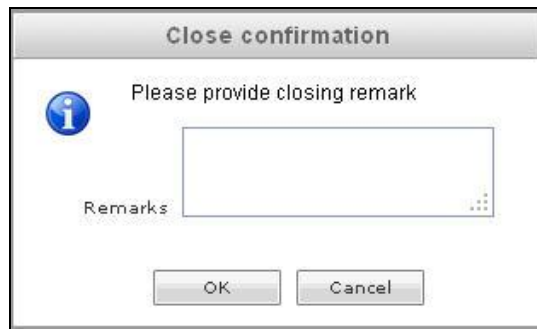 Close confirmation
Please provide closing remark
Remarks
OK Cancel